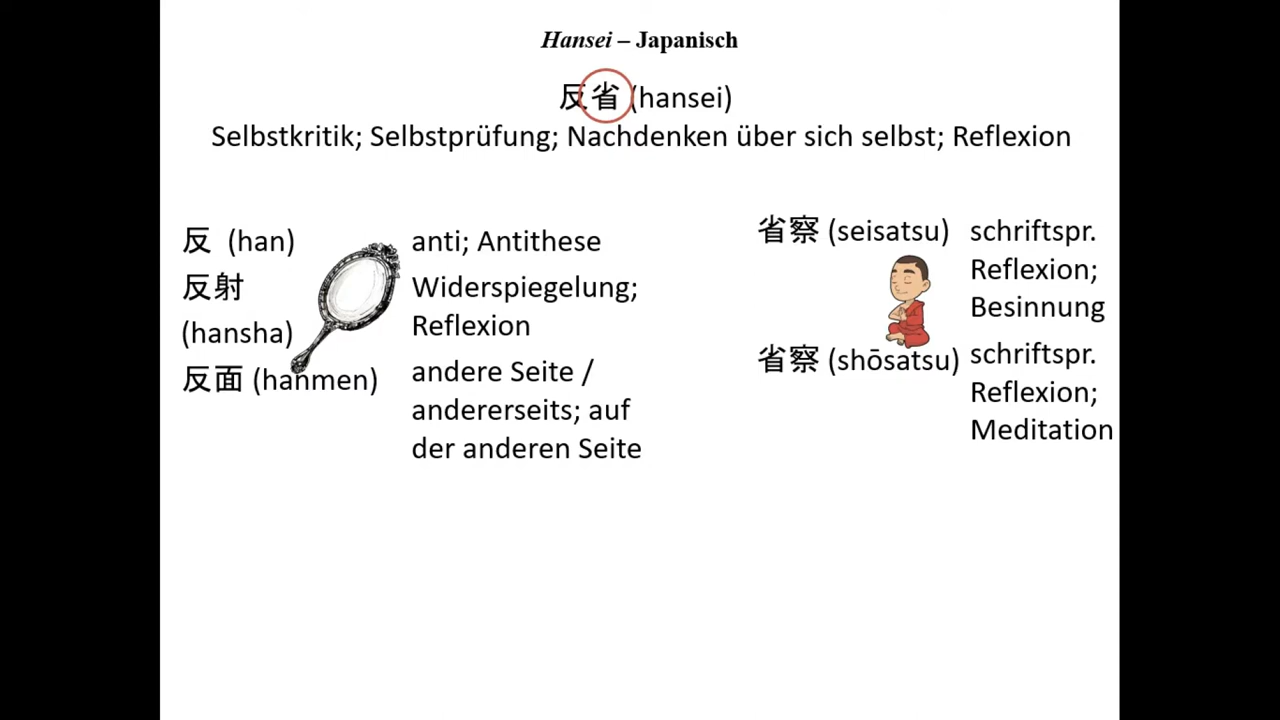 Hansei – Japanisch
反省 (hansei)
Selbstkritik; Selbstprüfung; Nachdenken über sich selbst; Reflexion
反 (han)
anti; Antithese
反射
(hansha)
Widerspiegelung;
Reflexion
反面 (hanmen)
andere Seite /
andererseits; auf
der anderen Seite
省察 (seisatsu)
schriftspr.
Reflexion;
Besinnung
省察 (shōsatsu)
schriftspr.
Reflexion;
Meditation